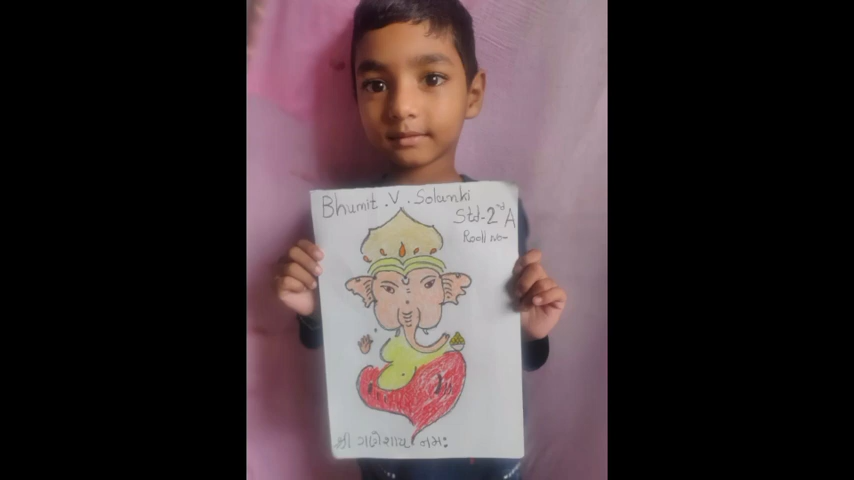 Bhumit . V . Solanki
Std-2nd A
Rooll no-
શ્રી ગણેશાય નમઃ